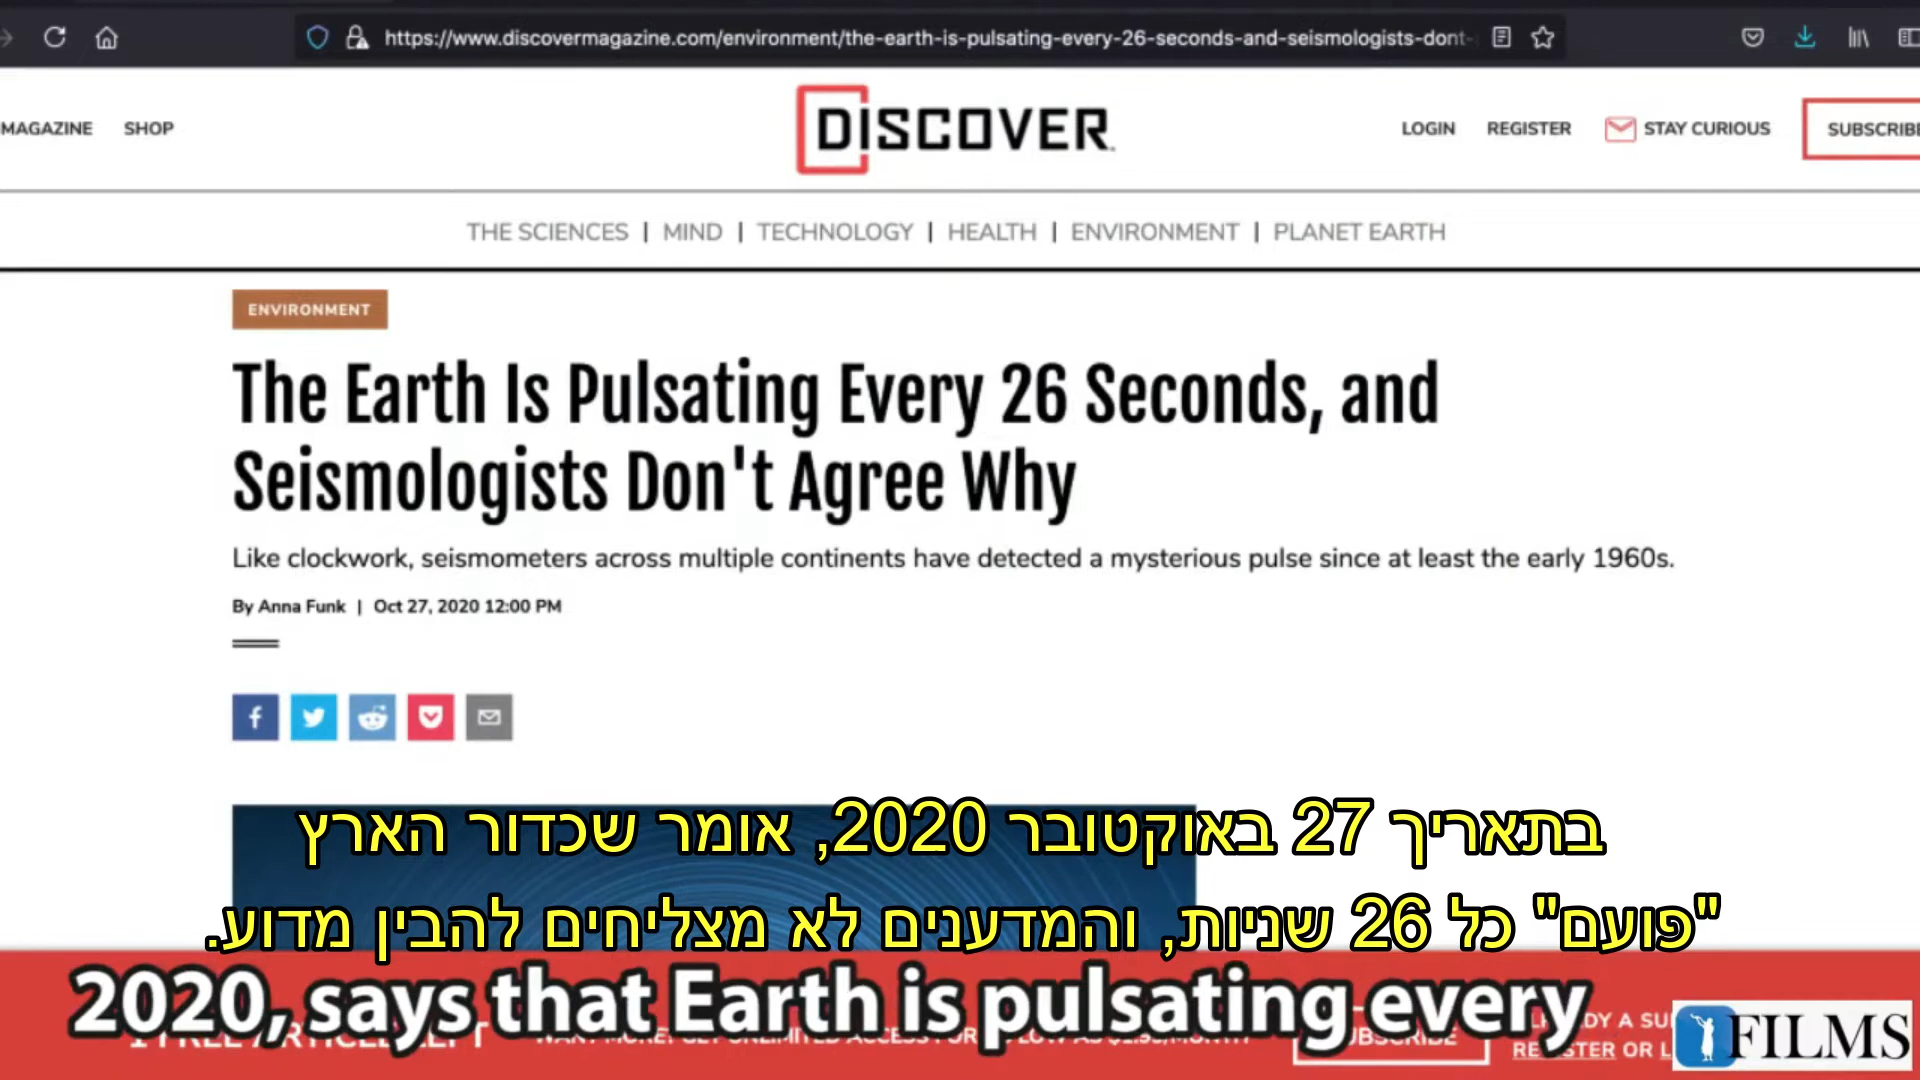 https://www.discovermagazine.com/environment/the-earth-is-pulsating-every-26-seconds-and-seismologists-dont-
MAGAZINE SHOP
DISCOVER
LOGIN REGISTER STAY CURIOUS SUBSCRIBE
THE SCIENCES | MIND | TECHNOLOGY | HEALTH | ENVIRONMENT | PLANET EARTH
ENVIRONMENT
The Earth Is Pulsating Every 26 Seconds, and
Seismologists Don't Agree Why
Like clockwork, seismometers across multiple continents have detected a mysterious pulse since at least the early 1960s.
By Anna Funk | Oct 27, 2020 12:00 PM
בתאריך 27 באוקטובר 2020, אומר שכדור הארץ
"פועם" כל 26 שניות, והמדענים לא מצליחים להבין מדוע.
2020, says that Earth is pulsating every
SUBSCRIBE
REGISTER OR
FILMS